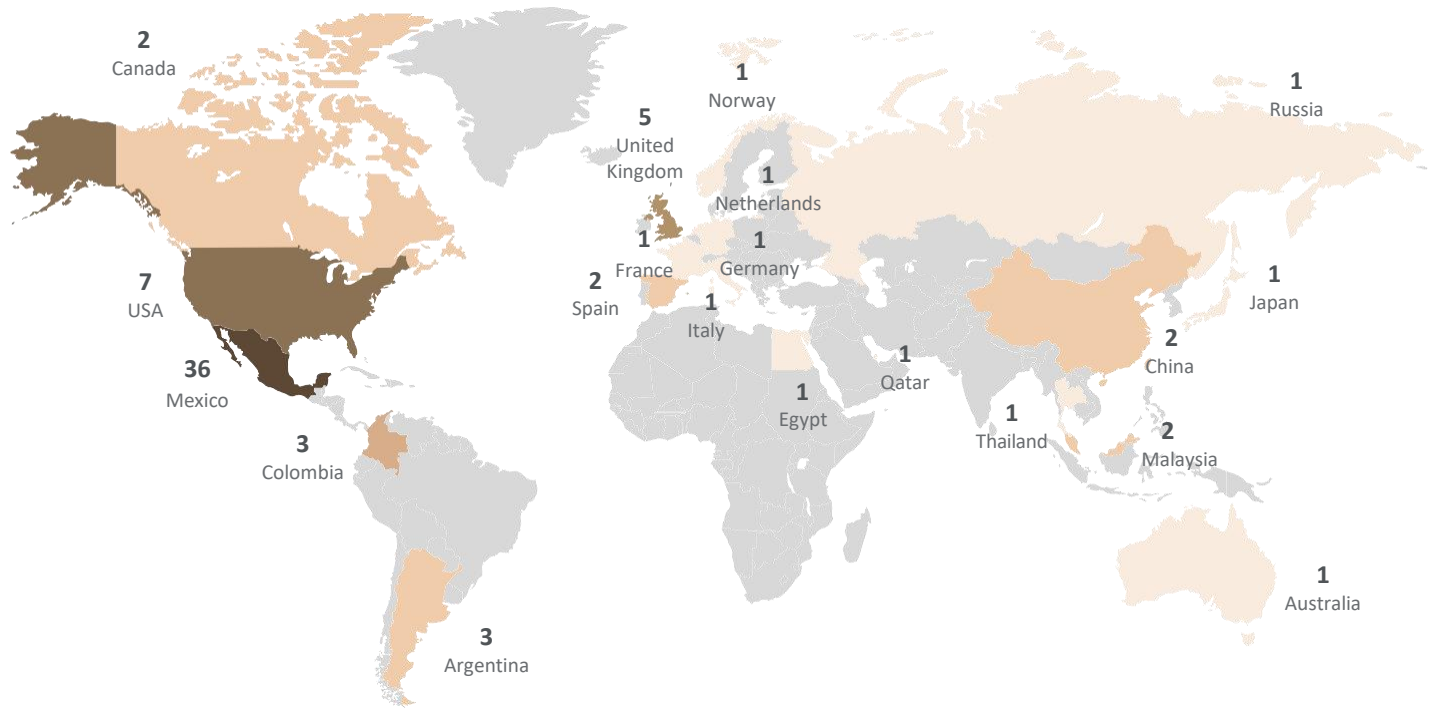 2
Canada
1
Norway
1
Russia
5
United
Kingdom
1
Netherlands
1
France
1
Germany
2
Spain
1
Italy
7
USA
1
Japan
2
China
36
Mexico
1
Qatar
1
Egypt
1
Thailand
2
Malaysia
3
Colombia
1
Australia
3
Argentina